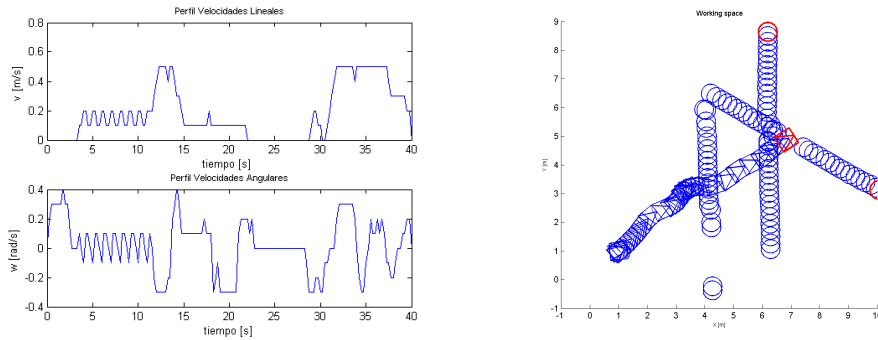 Perfil Velocidades Lineales
0.8
0.6
0.4
0.2
0
v [m/s]
0 5 10 15 20 25 30 35 40
tiempo [s]
Perfil Velocidades Angulares
0.4
0.2
0
-0.2
-0.4
w [rad/s]
0 5 10 15 20 25 30 35 40
tiempo [s]
Working space
9
8
7
6
5
4
3
2
1
0
-1
Y [m]
-1 0 1 2 3 4 5 6 7 8 9 10
X [m]